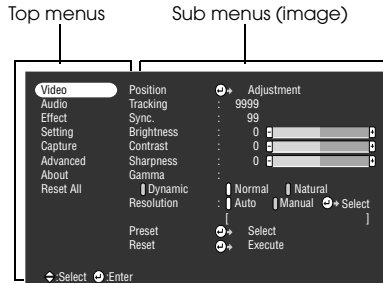 Top menus Sub menus (image)
Video Position Adjustment
Audio Tracking : 9999
Effect Sync. : 99
Setting Brightness : 0
Capture Contrast : 0
Advanced Sharpness : 0
About Gamma :
Reset All Dynamic Normal Natural
Resolution : Auto Manual Select
[ ]
Preset Select
Reset Execute
:Select :Enter